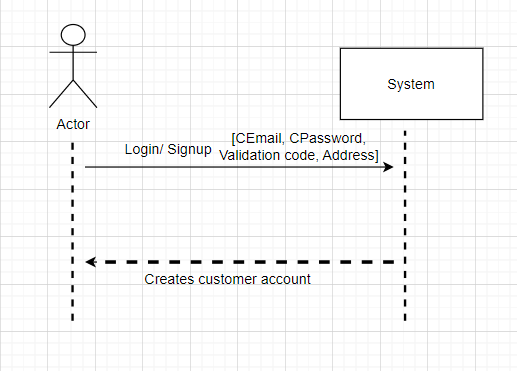 System
Actor
Login/ Signup
[CEmail, CPassword,
Validation code, Address]
Creates customer account